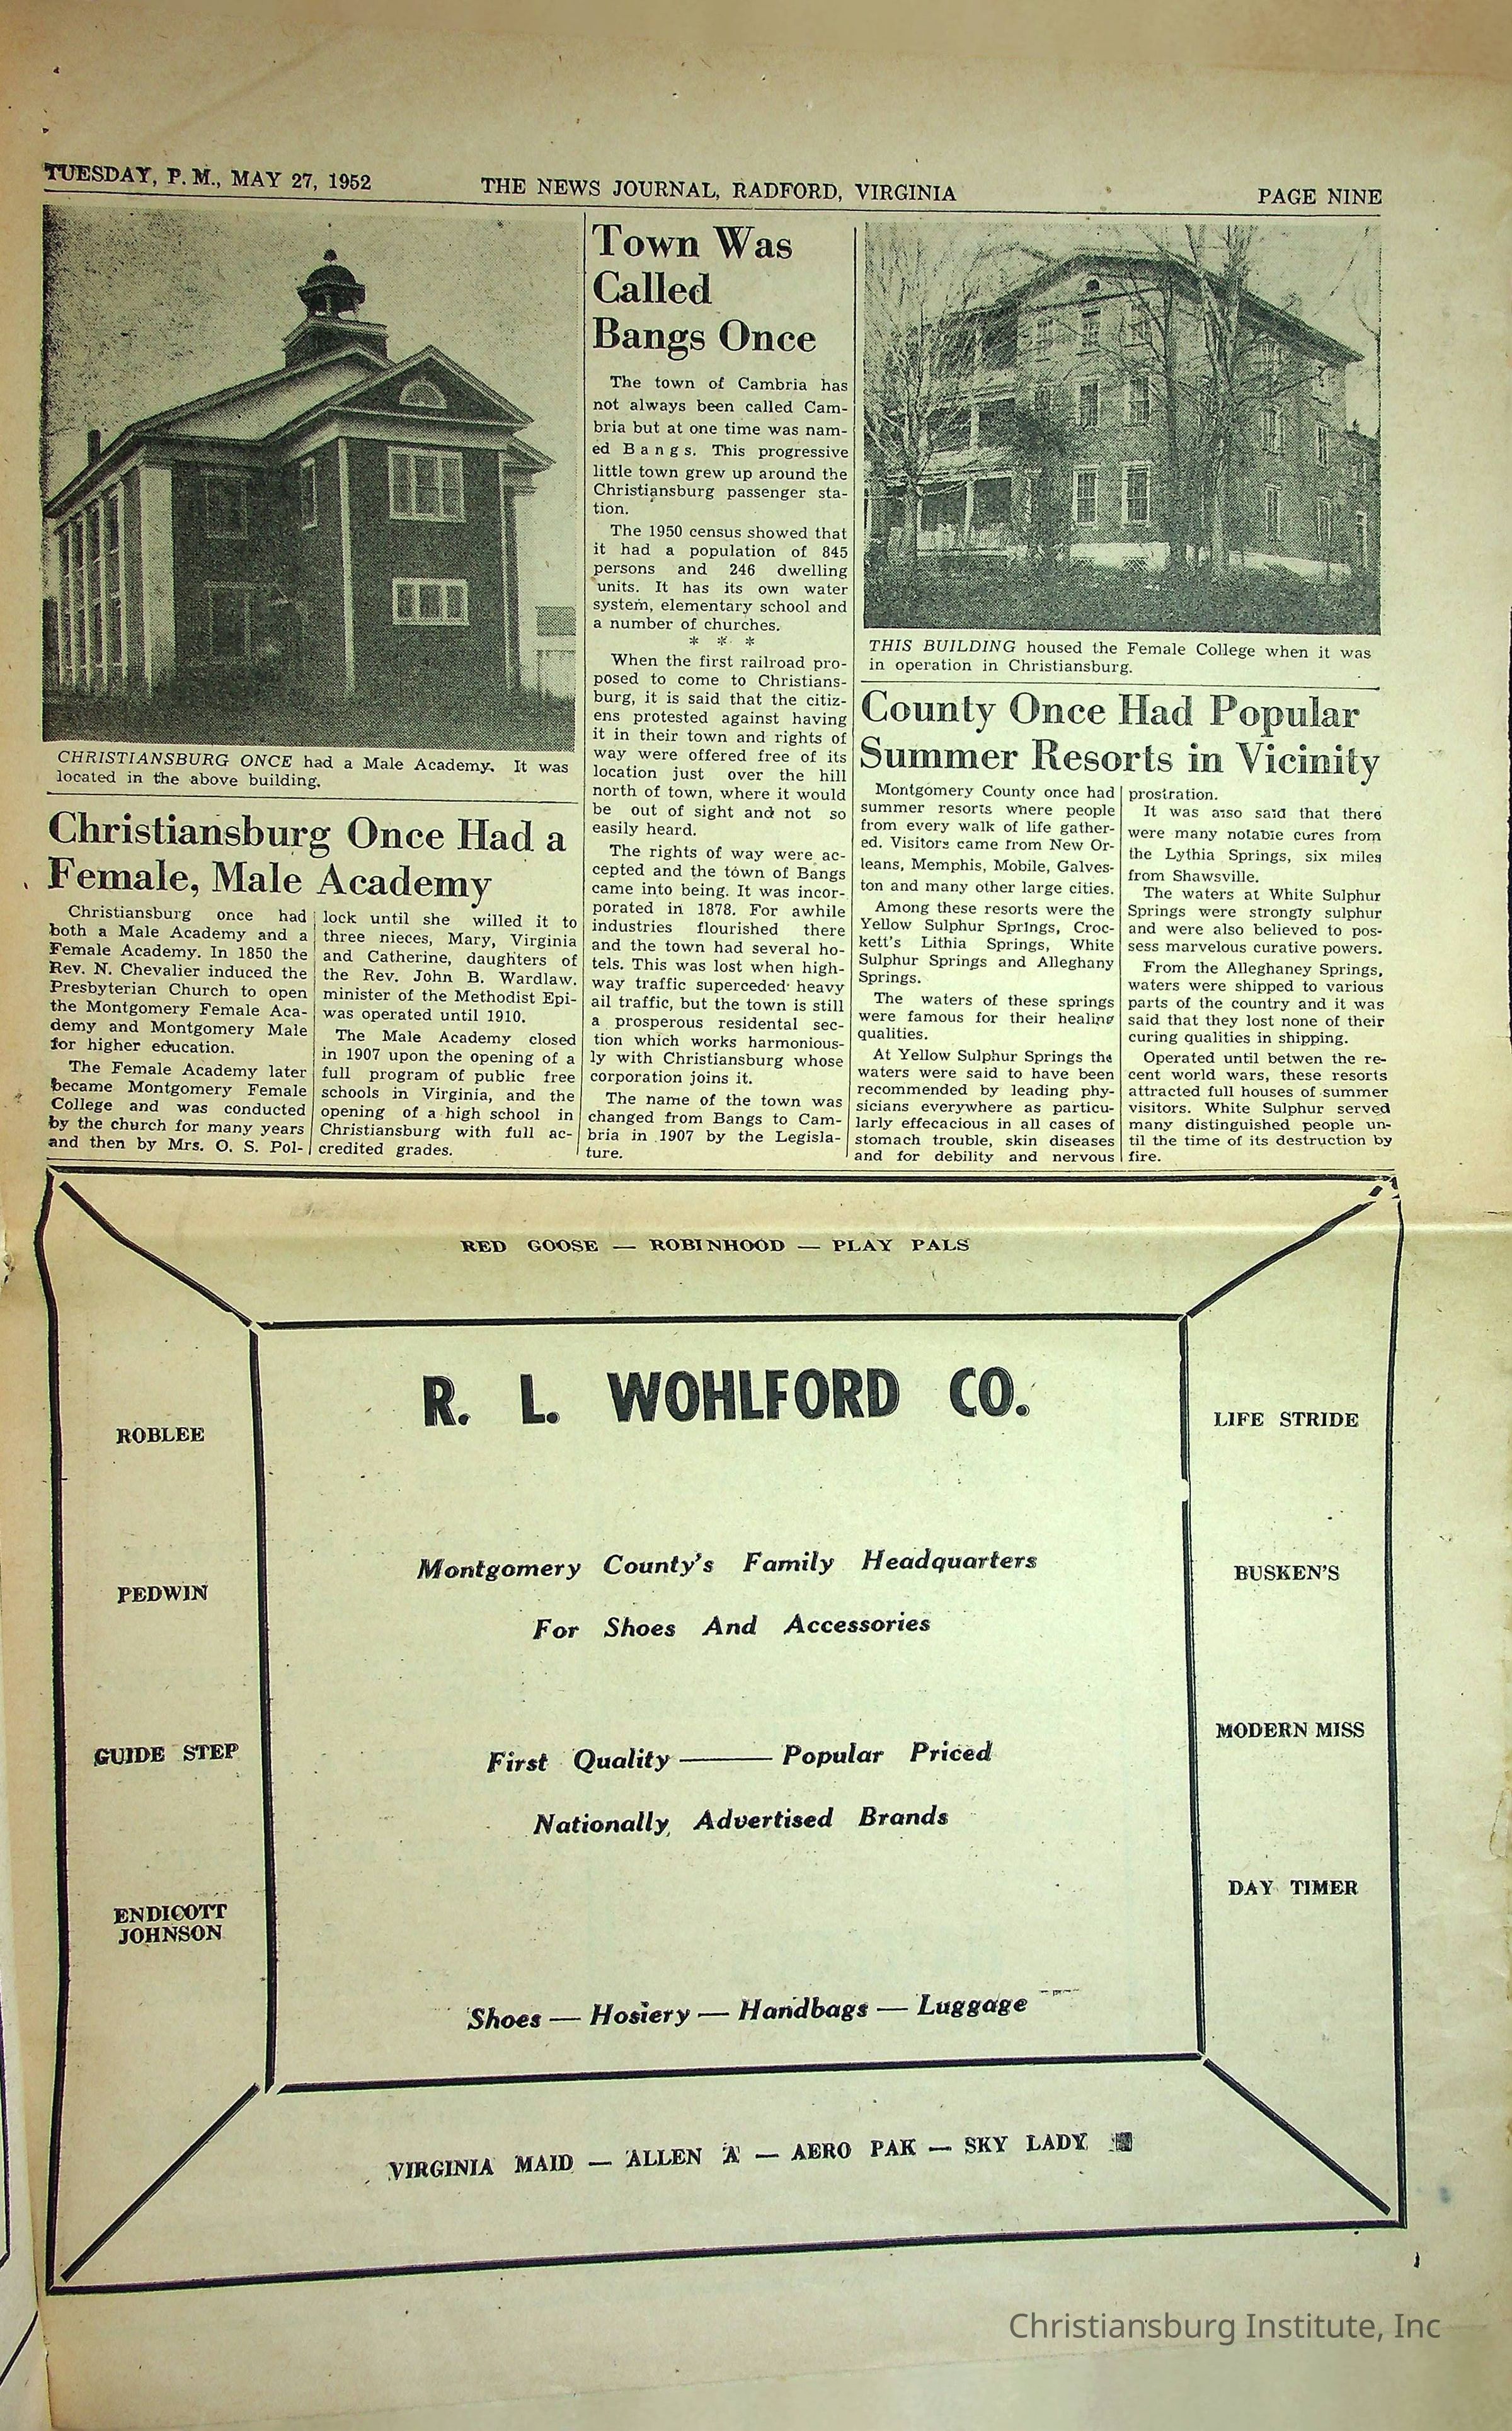 TUESDAY, P. M., MAY 27, 1952
THE NEWS JOURNAL, RADFORD, VIRGINIA
PAGE NINE
CHRISTIANSBURG ONCE had a Male Academy. It was
located in the above building.
Christiansburg Once Had a
Female, Male Academy
Christiansburg once had
both a Male Academy and a
Female Academy. In 1850 the
Rev. N. Chevalier induced the
Presbyterian Church to open
the Montgomery Female Aca-
demy and Montgomery Male
for higher education.
The Female Academy later
became Montgomery Female
College and was conducted
by the church for many years
and then by Mrs. O. S. Pol-
lock until she willed it to
three nieces, Mary, Virginia
and Catherine, daughters of
the Rev. John B. Wardlaw.
minister of the Methodist Epi-
was operated until 1910.
The Male Academy closed
in 1907 upon the opening of a
full program of public free
schools in Virginia, and the
opening of a high school in
Christiansburg with full ac-
credited grades.
Town Was
Called
Bangs Once
The town of Cambria has
not always been called Cam-
bria but at one time was nam-
ed Bangs. This progressive
little town grew up around the
Christiansburg passenger sta-
tion.
The 1950 census showed that
it had a population of 845
persons and 246 dwelling
units. It has its own water
system, elementary school and
a number of churches.
* * *
When the first railroad pro-
posed to come to Christians-
burg, it is said that the citiz-
ens protested against having
it in their town and rights of
way were offered free of its
location just over the hill
north of town, where it would
be out of sight and not so
easily heard.
The rights of way were ac-
cepted and the town of Bangs
came into being. It was incor-
porated in 1878. For awhile
industries flourished there
and the town had several ho-
tels. This was lost when high-
way traffic superceded heavy
ail traffic, but the town is still
a prosperous residental sec-
tion which works harmonious-
ly with Christiansburg whose
corporation joins it.
The name of the town was
changed from Bangs to Cam-
bria in 1907 by the Legisla-
ture.
THIS BUILDING housed the Female College when it was
in operation in Christiansburg.
County Once Had Popular
Summer Resorts in Vicinity
Montgomery County once had
summer resorts where people
from every walk of life gather-
ed. Visitors came from New Or-
leans, Memphis, Mobile, Galves-
ton and many other large cities.
Among these resorts were the
Yellow Sulphur Springs, Croc-
kett's Lithia Springs, White
Sulphur Springs and Alleghany
Springs.
The waters of these springs
were famous for their healing
qualities.
At Yellow Sulphur Springs the
waters were said to have been
recommended by leading phy-
sicians everywhere as particu-
larly effecacious in all cases of
stomach trouble, skin diseases
and for debility and nervous
prostration.
It was also said that there
were many notable cures from
the Lythia Springs, six miles
from Shawsville.
The waters at White Sulphur
Springs were strongly sulphur
and were also believed to pos-
sess marvelous curative powers.
From the Alleghaney Springs,
waters were shipped to various
parts of the country and it was
said that they lost none of their
curing qualities in shipping.
Operated until betwen the re-
cent world wars, these resorts
attracted full houses of summer
visitors. White Sulphur served
many distinguished people un-
til the time of its destruction by
fire.
RED GOOSE — ROBINHOOD — PLAY PALS
ROBLEE
PEDWIN
GUIDE STEP
ENDICOTT
JOHNSON
R. L. WOHLFORD CO.
Montgomery County's Family Headquarters
For Shoes And Accessories
First Quality — Popular Priced
Nationally Advertised Brands
Shoes — Hosiery — Handbags — Luggage
LIFE STRIDE
BUSKEN'S
MODERN MISS
DAY TIMER
VIRGINIA MAID — ALLEN 'A' — AERO PAK — SKY LADY
Christiansburg Institute, Inc